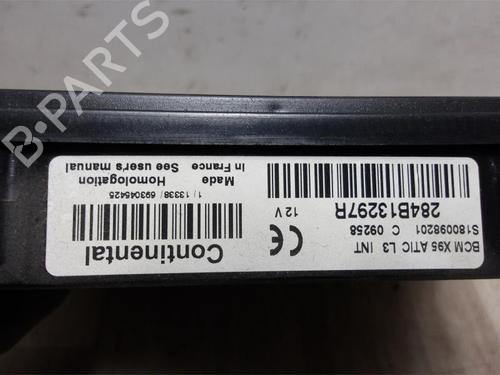 BCM X95 ATIC L3 INT
S180098201 C 09258
284B13297R
12 V
CE
Continental
1 / 13338 / 693045425
Made Homologation
In France See user's manual
B-PARTS